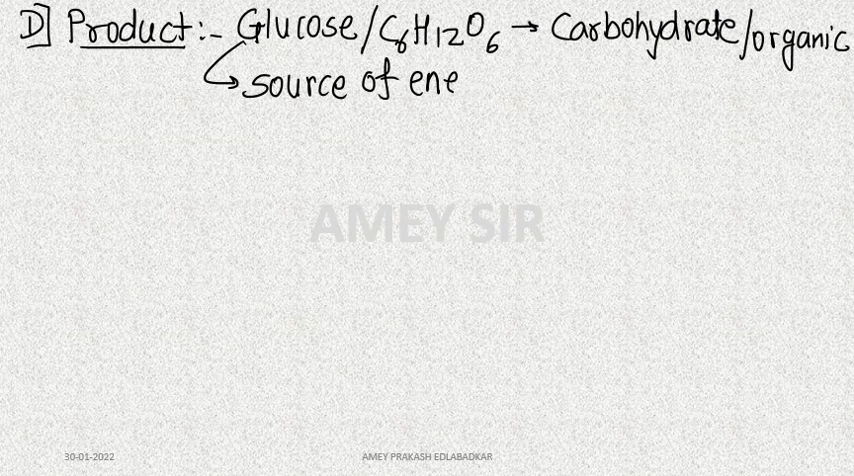 D] Product:- Glucose/C₆H₁₂O₆ → Carbohydrate/organic
↳ source of ene
AMEY SIR
30-01-2022 AMEY PRAKASH EDLABADKAR